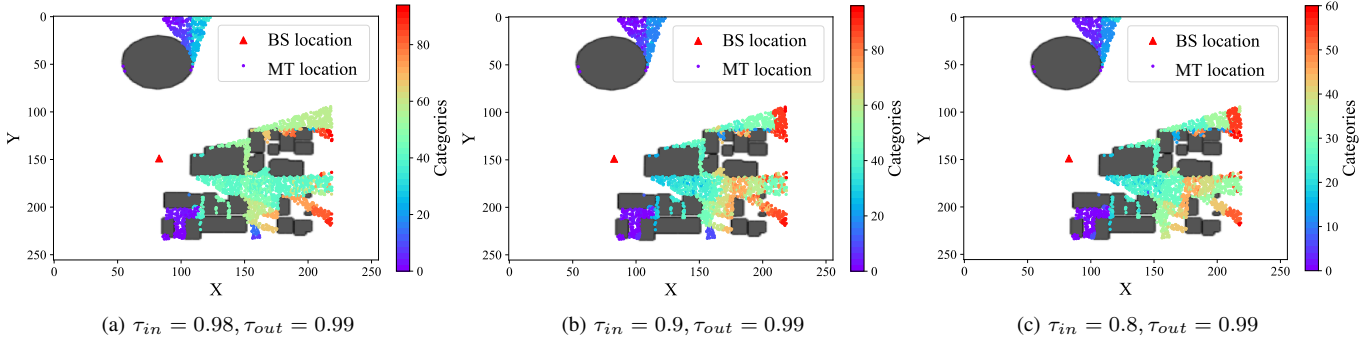 0
50
100
150
200
250
Y
0 50 100 150 200 250
X
BS location
MT location
80
60
40
20
0
Categories
(a) τ_in = 0.98, τ_out = 0.99
0
50
100
150
200
250
Y
0 50 100 150 200 250
X
BS location
MT location
80
60
40
20
0
Categories
(b) τ_in = 0.9, τ_out = 0.99
0
50
100
150
200
250
Y
0 50 100 150 200 250
X
BS location
MT location
60
50
40
30
20
10
0
Categories
(c) τ_in = 0.8, τ_out = 0.99